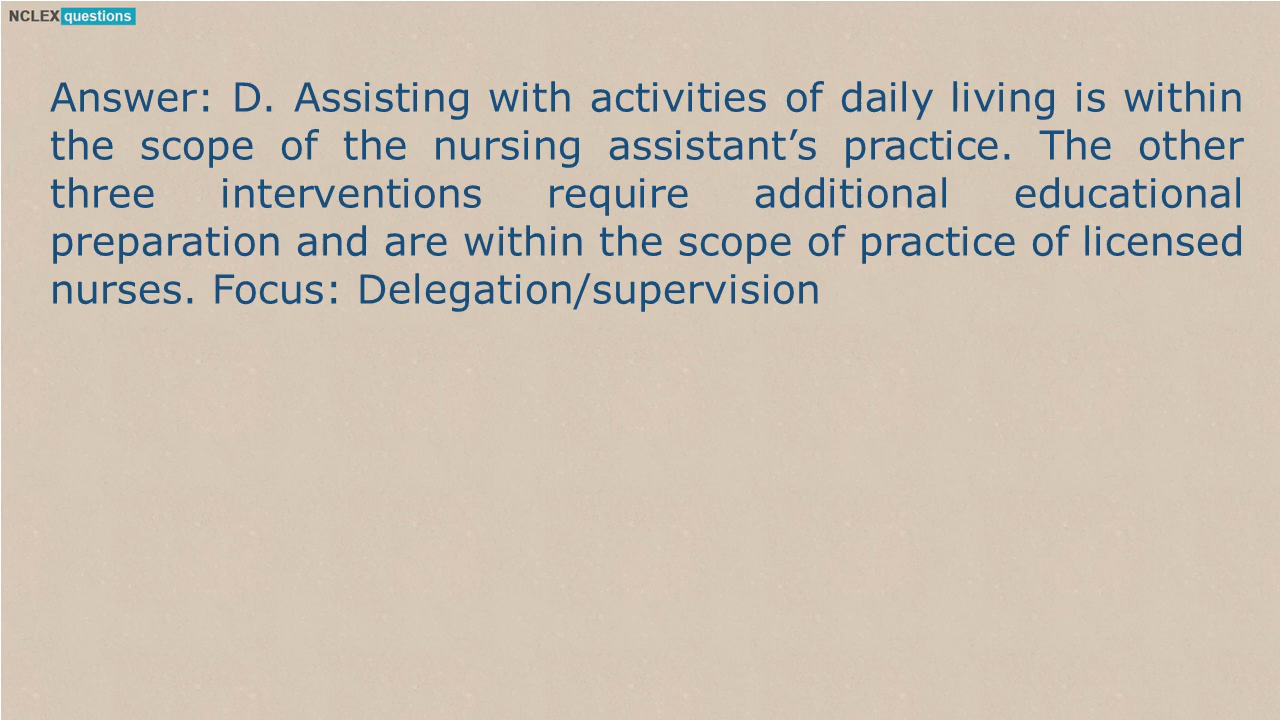 NCLEX questions
Answer: D. Assisting with activities of daily living is within
the scope of the nursing assistant’s practice. The other
three interventions require additional educational
preparation and are within the scope of practice of licensed
nurses. Focus: Delegation/supervision